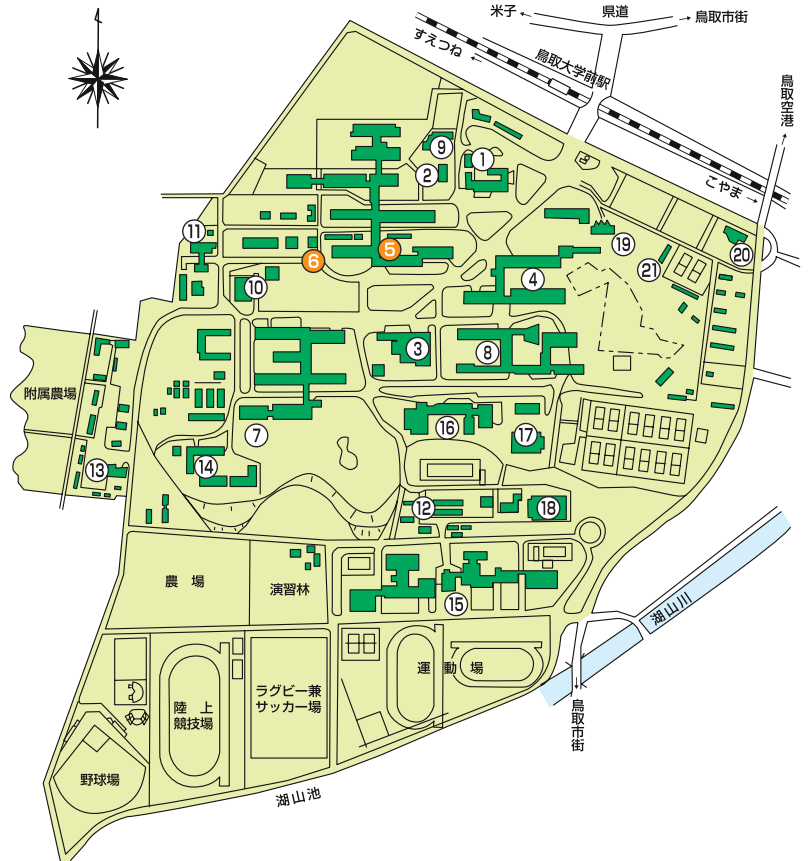 米子
県道
鳥取市街
すえつね
鳥取大学前駅
鳥取空港
こやま
9
1
2
11
19
20
21
5
6
4
10
3
8
附属農場
7
16
17
13
14
12
18
農場
演習林
15
湖山川
陸上
競技場
ラグビー兼
サッカー場
運動場
鳥取市街
野球場
湖山池